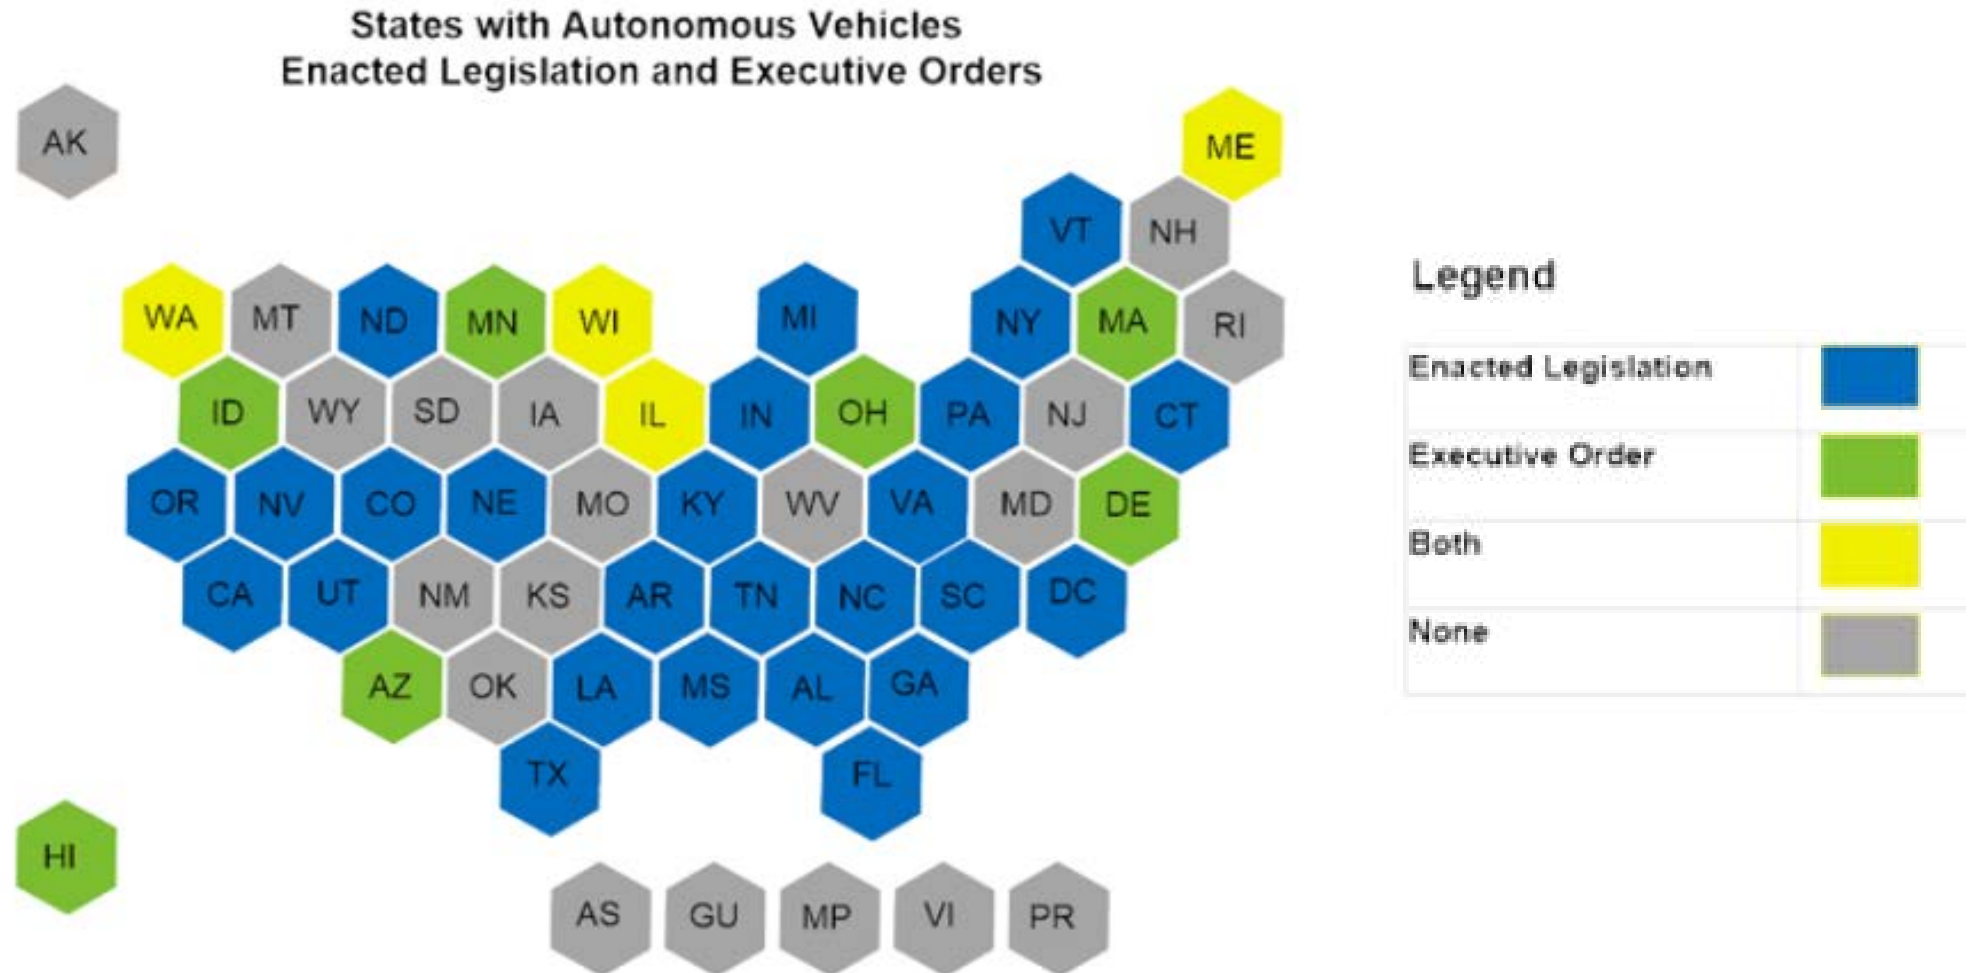 States with Autonomous Vehicles
Enacted Legislation and Executive Orders
AK
ME
VT NH
WA MT ND MN WI MI NY MA RI
ID WY SD IA IL IN OH PA NJ CT
OR NV CO NE MO KY WV VA MD DE
CA UT NM KS AR TN NC SC DC
AZ OK LA MS AL GA
TX FL
HI
AS GU MP VI PR
Legend
Enacted Legislation
Executive Order
Both
None